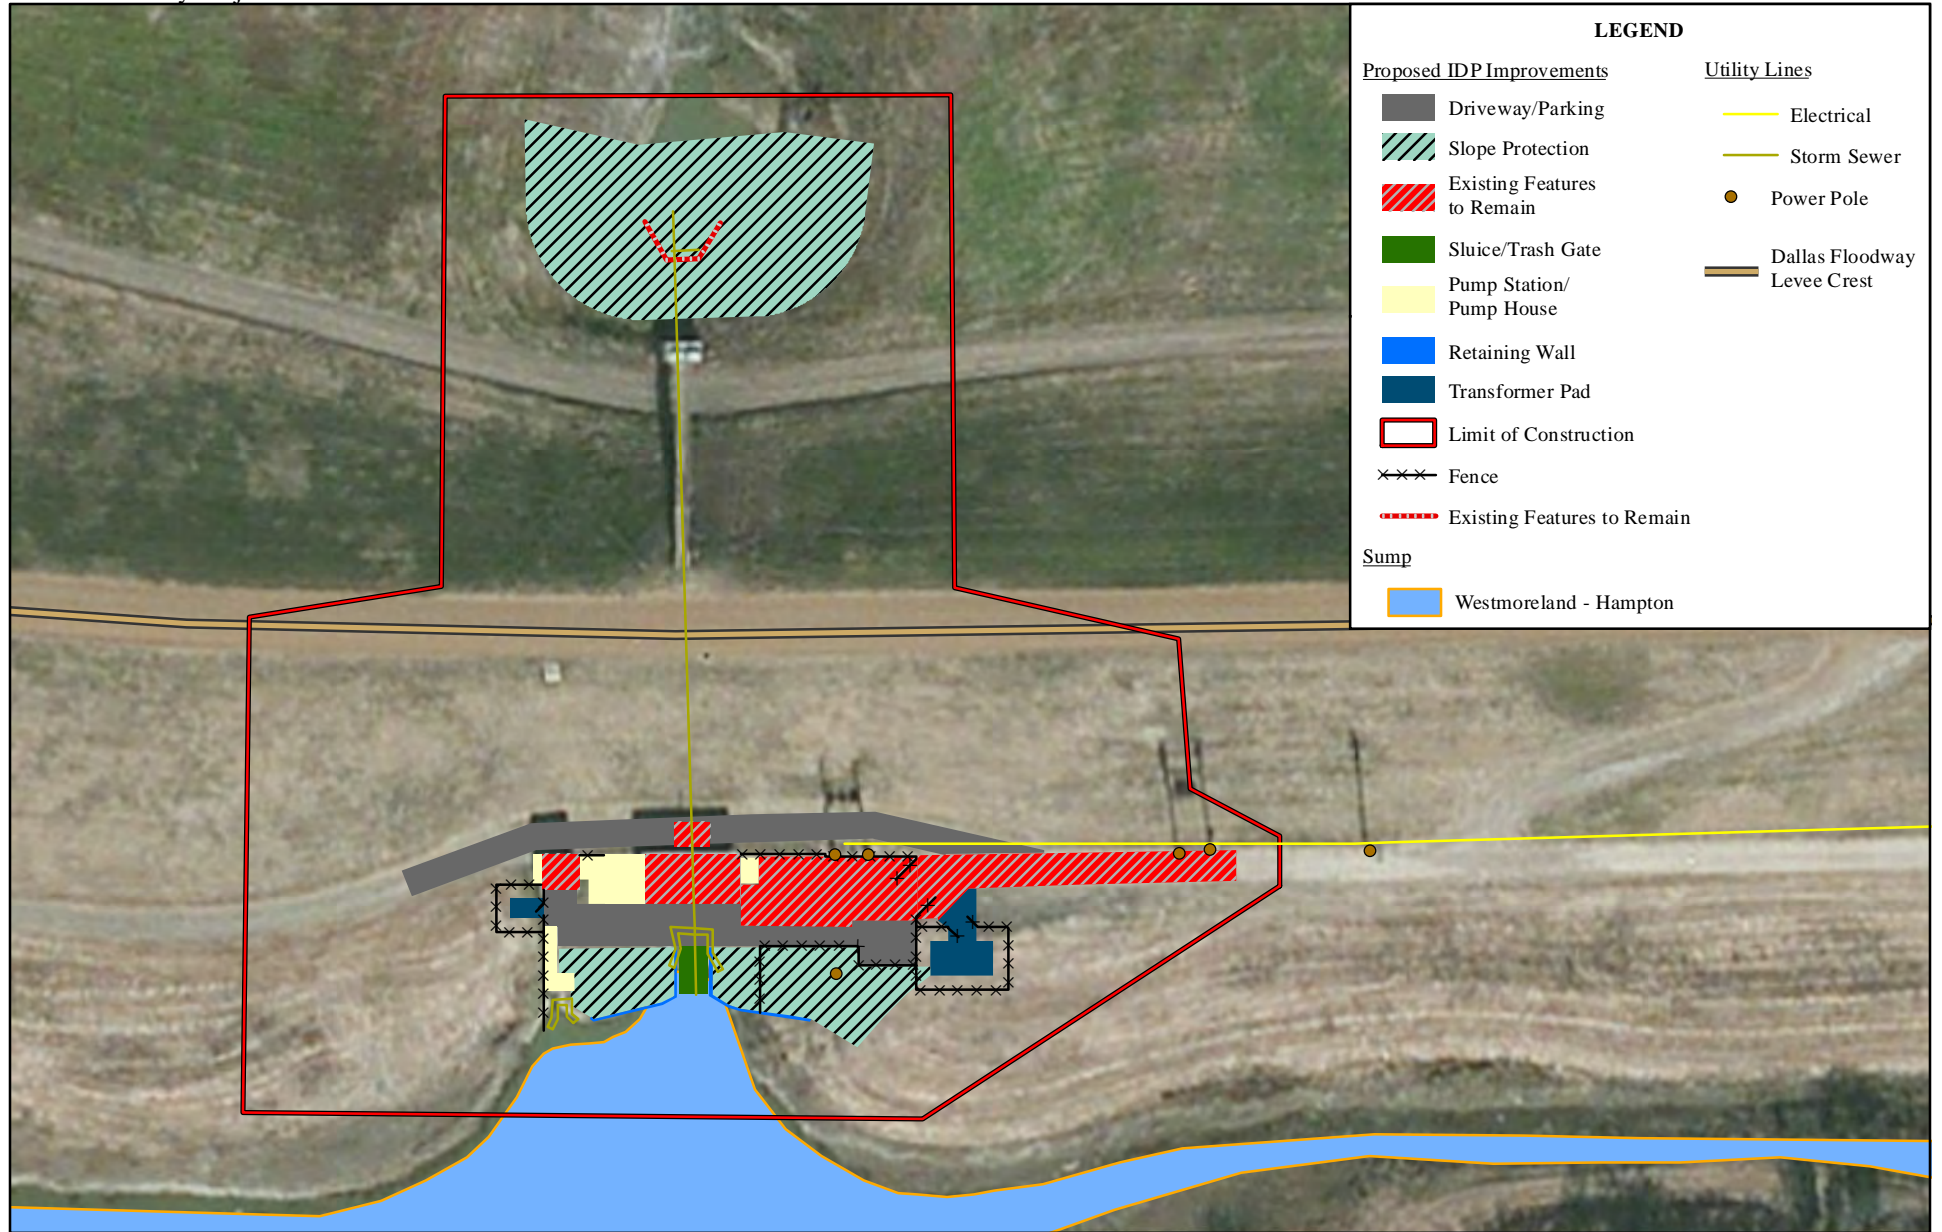 LEGEND
Proposed IDP Improvements
Driveway/Parking
Slope Protection
Existing Features
to Remain
Sluice/Trash Gate
Pump Station/
Pump House
Retaining Wall
Transformer Pad
Limit of Construction
Fence
Existing Features to Remain
Sump
Westmoreland - Hampton
Utility Lines
Electrical
Storm Sewer
Power Pole
Dallas Floodway
Levee Crest